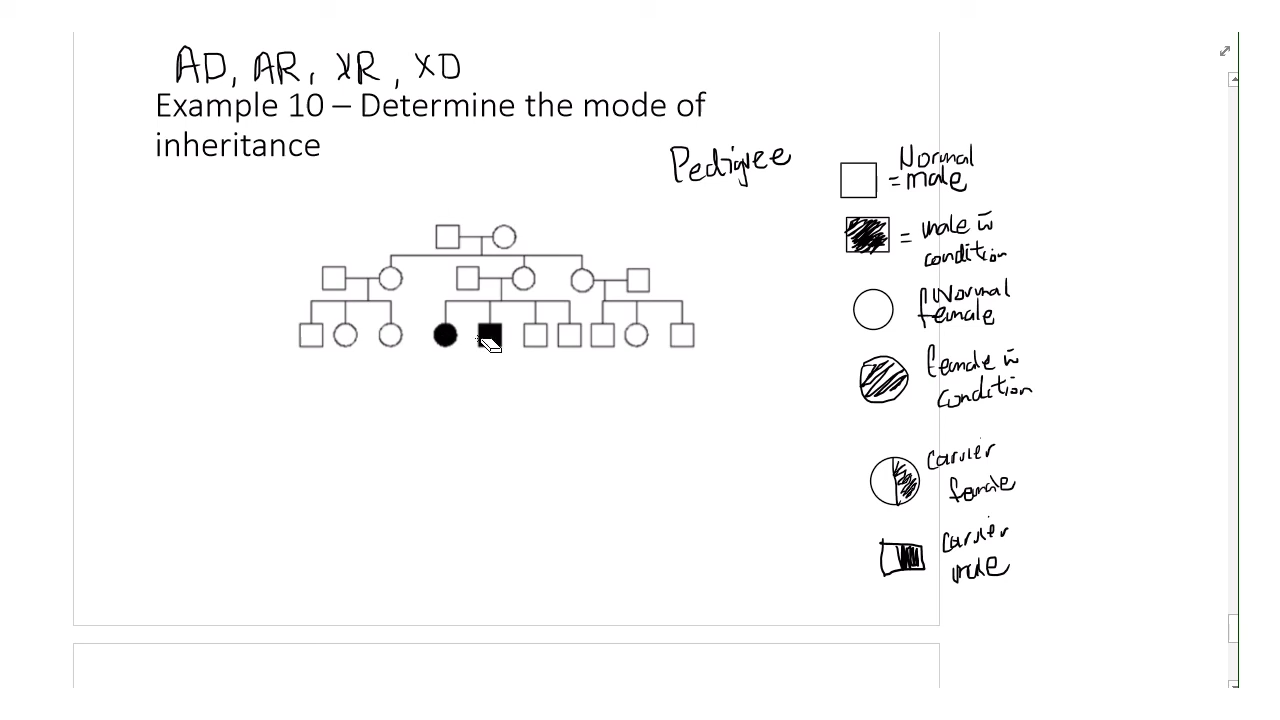 AD, AR, XR, XD
Example 10 – Determine the mode of
inheritance
Pedigree
Normal
= male
= male w̄
condition
Normal
female
female w̄
condition
carrier
female
carrier
male